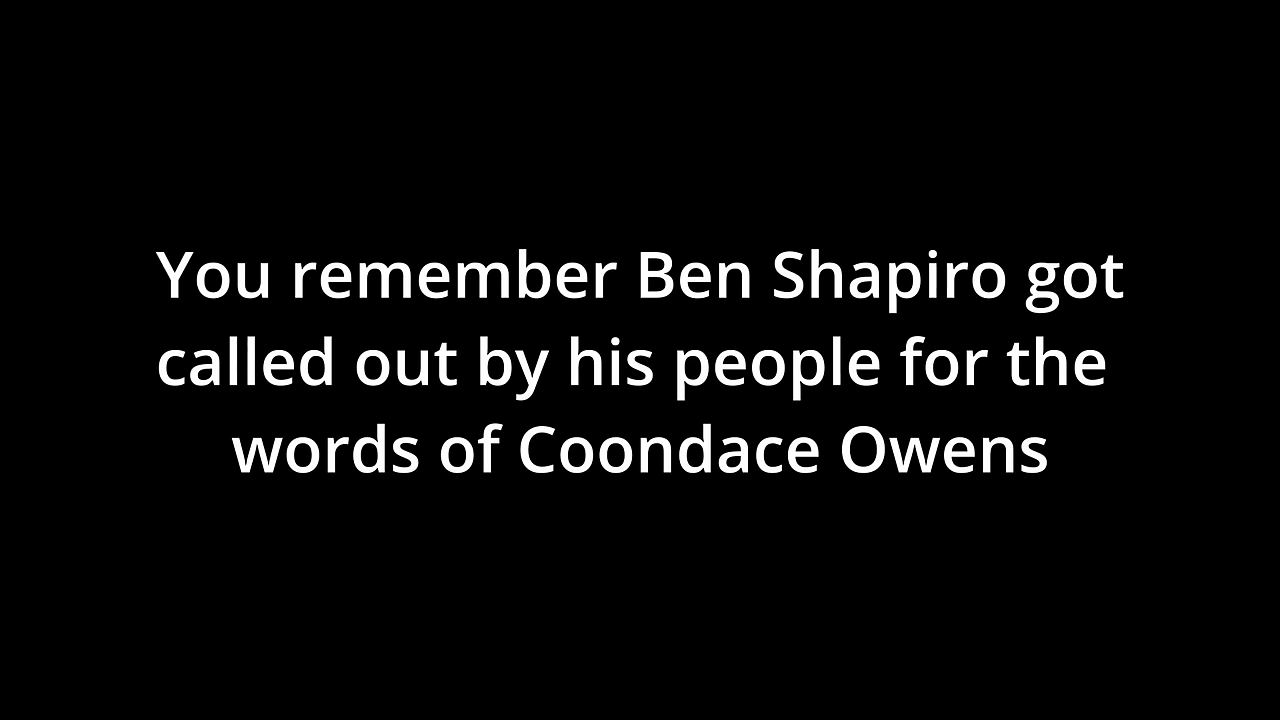 You remember Ben Shapiro got
called out by his people for the
words of Coondace Owens